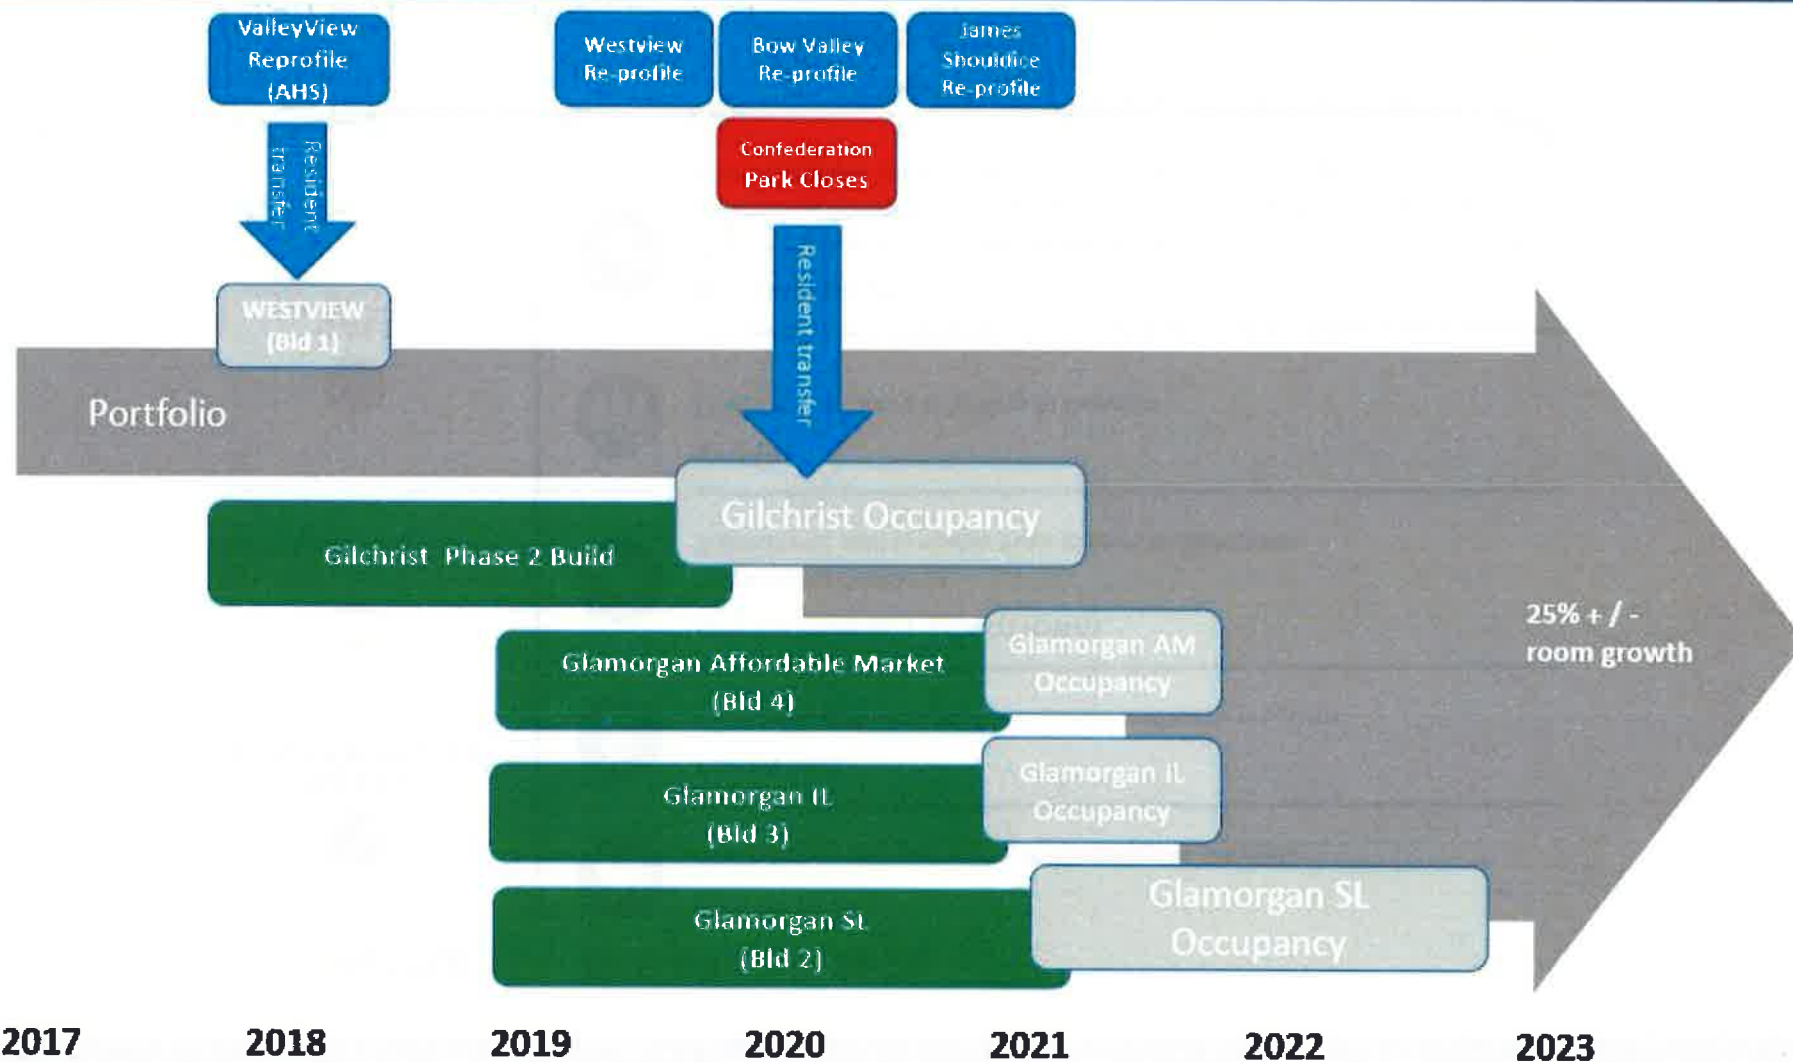 ValleyView
Reprofile
(AHS)
Westview
Re-profile
Bow Valley
Re-profile
James
Shouldice
Re-profile
Confederation
Park Closes
Resident
transfer
Resident transfer
WESTVIEW
(Bld 1)
Portfolio
Gilchrist Occupancy
Gilchrist Phase 2 Build
25% + / -
room growth
Glamorgan Affordable Market
(Bld 4)
Glamorgan AM
Occupancy
Glamorgan IL
(Bld 3)
Glamorgan IL
Occupancy
Glamorgan SL
(Bld 2)
Glamorgan SL
Occupancy
2017 2018 2019 2020 2021 2022 2023